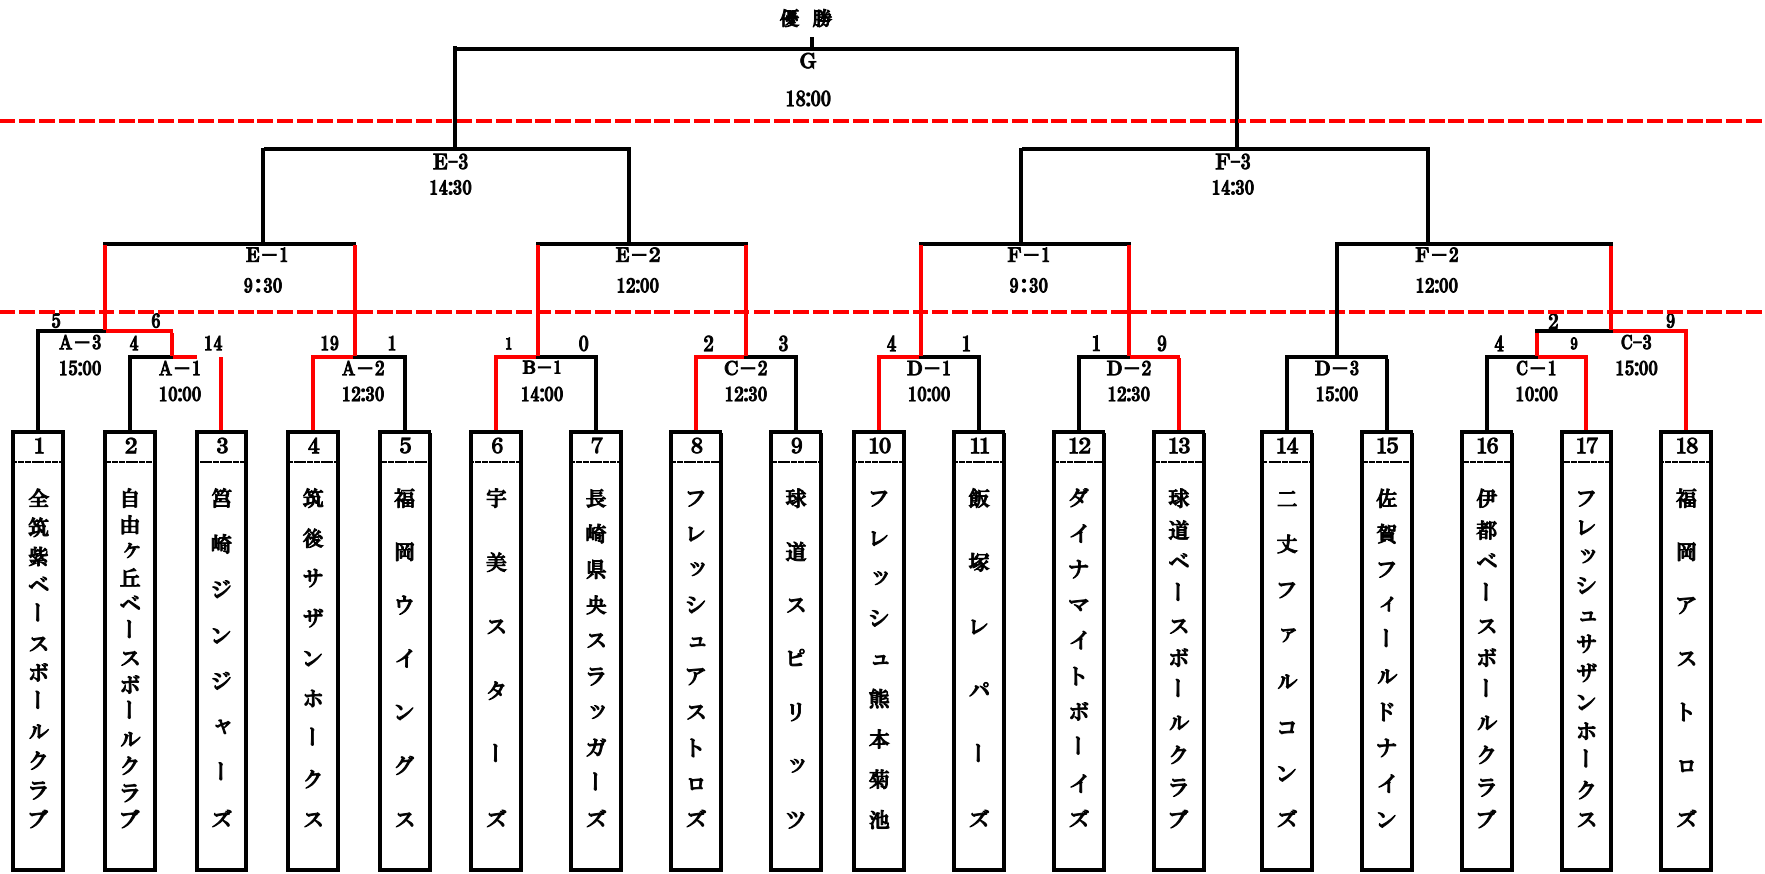 優 勝
G
18:00
E-3
14:30
F-3
14:30
E-1
9:30
E-2
12:00
F-1
9:30
F-2
12:00
5 6
A-3
15:00
4 14
A-1
10:00
19 1
A-2
12:30
1 0
B-1
14:00
2 3
C-2
12:30
4 1
D-1
10:00
1 9
D-2
12:30
D-3
15:00
2 9
C-3
15:00
4 9
C-1
10:00
1
全筑紫ベースボールクラブ
2
自由ヶ丘ベースボールクラブ
3
筥崎ジンジャーズ
4
筑後サザンホークス
5
福岡ウイングス
6
宇美スターズ
7
長崎県央スラッガーズ
8
フレッシュアストロズ
9
球道スピリッツ
10
フレッシュ熊本菊池
11
飯塚レパーズ
12
ダイナマイトボーイズ
13
球道ベースボールクラブ
14
二丈ファルコンズ
15
佐賀フィールドナイン
16
伊都ベースボールクラブ
17
フレッシュサザンホークス
18
福岡アストロズ